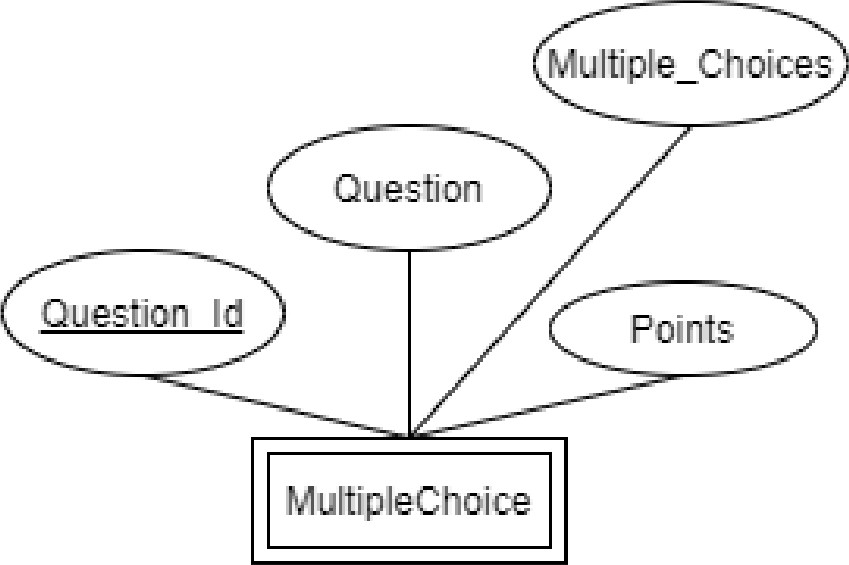 Multiple_Choices
Question
Question_Id
Points
MultipleChoice